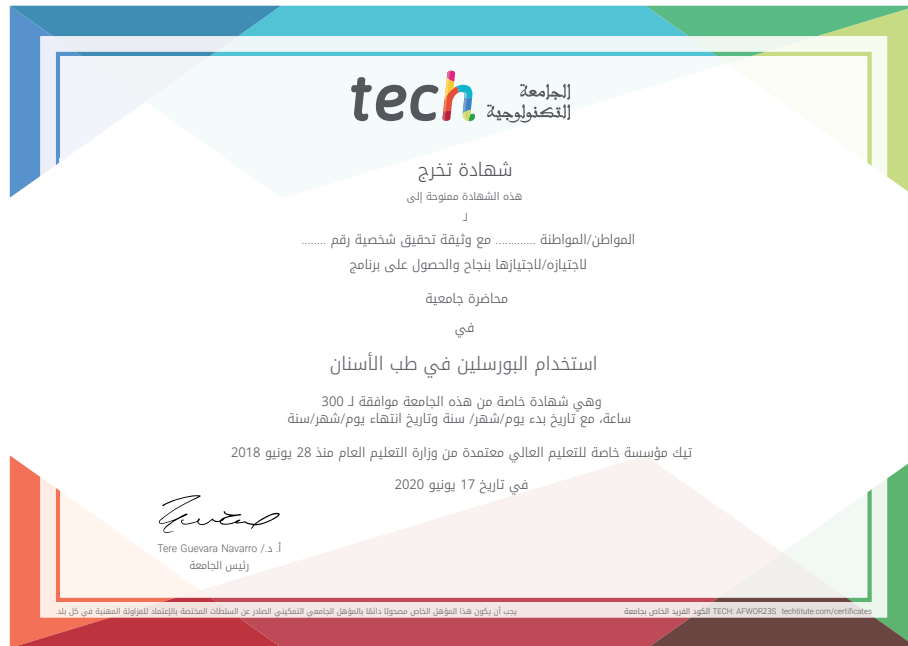 tech الجامعة
التكنولوجية
شهادة تخرج
هذه الشهادة ممنوحة إلى
لـ
المواطن/المواطنة ............ مع وثيقة تحقيق شخصية رقم ........
لاجتيازه/لاجتيازها بنجاح والحصول على برنامج
محاضرة جامعية
في
استخدام البورسلين في طب الأسنان
وهي شهادة خاصة من هذه الجامعة موافقة لـ 300
ساعة، مع تاريخ بدء يوم/شهر/ سنة وتاريخ انتهاء يوم/شهر/سنة
تيك مؤسسة خاصة للتعليم العالي معتمدة من وزارة التعليم العام منذ 28 يونيو 2018
في تاريخ 17 يونيو 2020
أ. د./ Tere Guevara Navarro
رئيس الجامعة
يجب أن يكون هذا المؤهل الخاص مصحوبًا دائمًا بالمؤهل الجامعي التمكيني الصادر عن السلطات المختصة بالإعتماد للمزاولة المهنية في كل بلد.
الكود الفريد الخاص بجامعة TECH: AFWOR23S techtitute.com/certificates